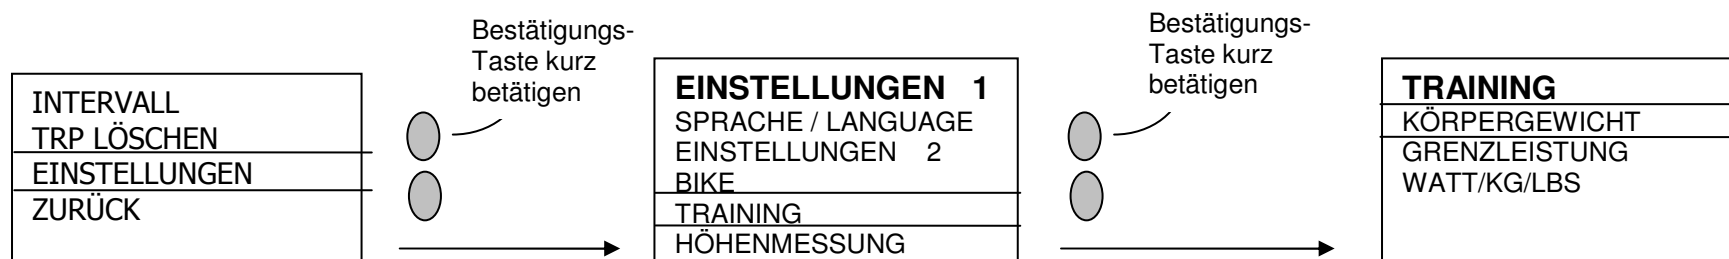 INTERVALL
TRP LÖSCHEN
EINSTELLUNGEN
ZURÜCK
Bestätigungs-
Taste kurz
betätigen
EINSTELLUNGEN 1
SPRACHE / LANGUAGE
EINSTELLUNGEN 2
BIKE
TRAINING
HÖHENMESSUNG
Bestätigungs-
Taste kurz
betätigen
TRAINING
KÖRPERGEWICHT
GRENZLEISTUNG
WATT/KG/LBS